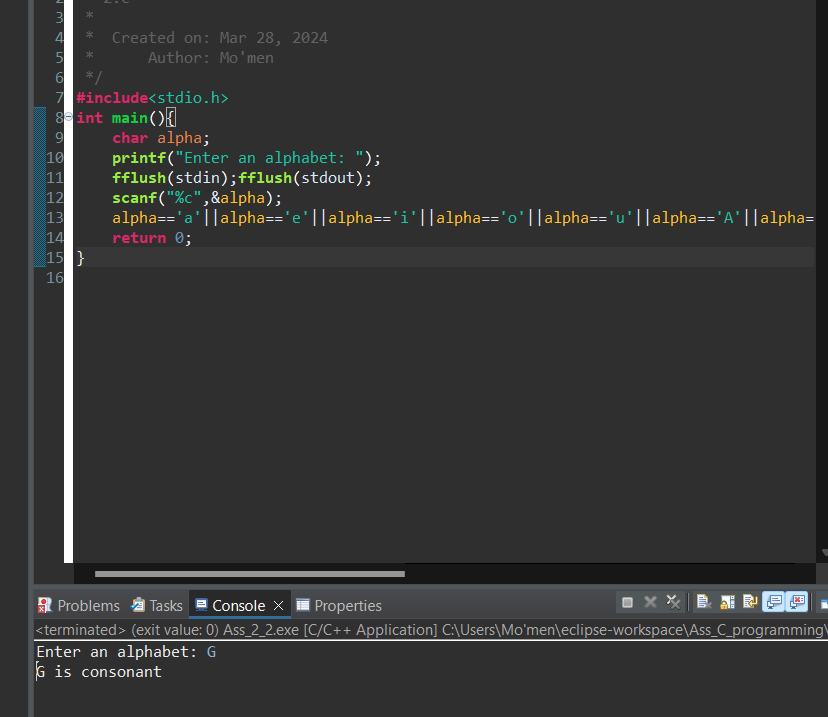 3 *
4 *  Created on: Mar 28, 2024
5 *      Author: Mo'men
6 */
7 #include<stdio.h>
8 int main(){
9     char alpha;
10     printf("Enter an alphabet: ");
11     fflush(stdin);fflush(stdout);
12     scanf("%c",&alpha);
13     alpha=='a'||alpha=='e'||alpha=='i'||alpha=='o'||alpha=='u'||alpha=='A'||alpha=
14     return 0;
15 }
16
Problems Tasks Console Properties
<terminated> (exit value: 0) Ass_2_2.exe [C/C++ Application] C:\Users\Mo'men\eclipse-workspace\Ass_C_programming\
Enter an alphabet: G
G is consonant